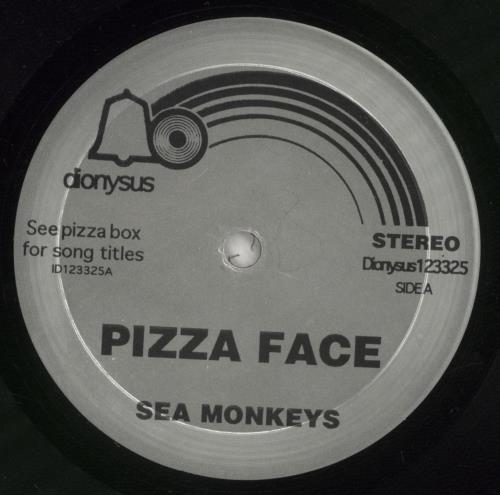 dionysus
See pizza box
for song titles
ID123325A
STEREO
Dionysus123325
SIDE A
PIZZA FACE
SEA MONKEYS